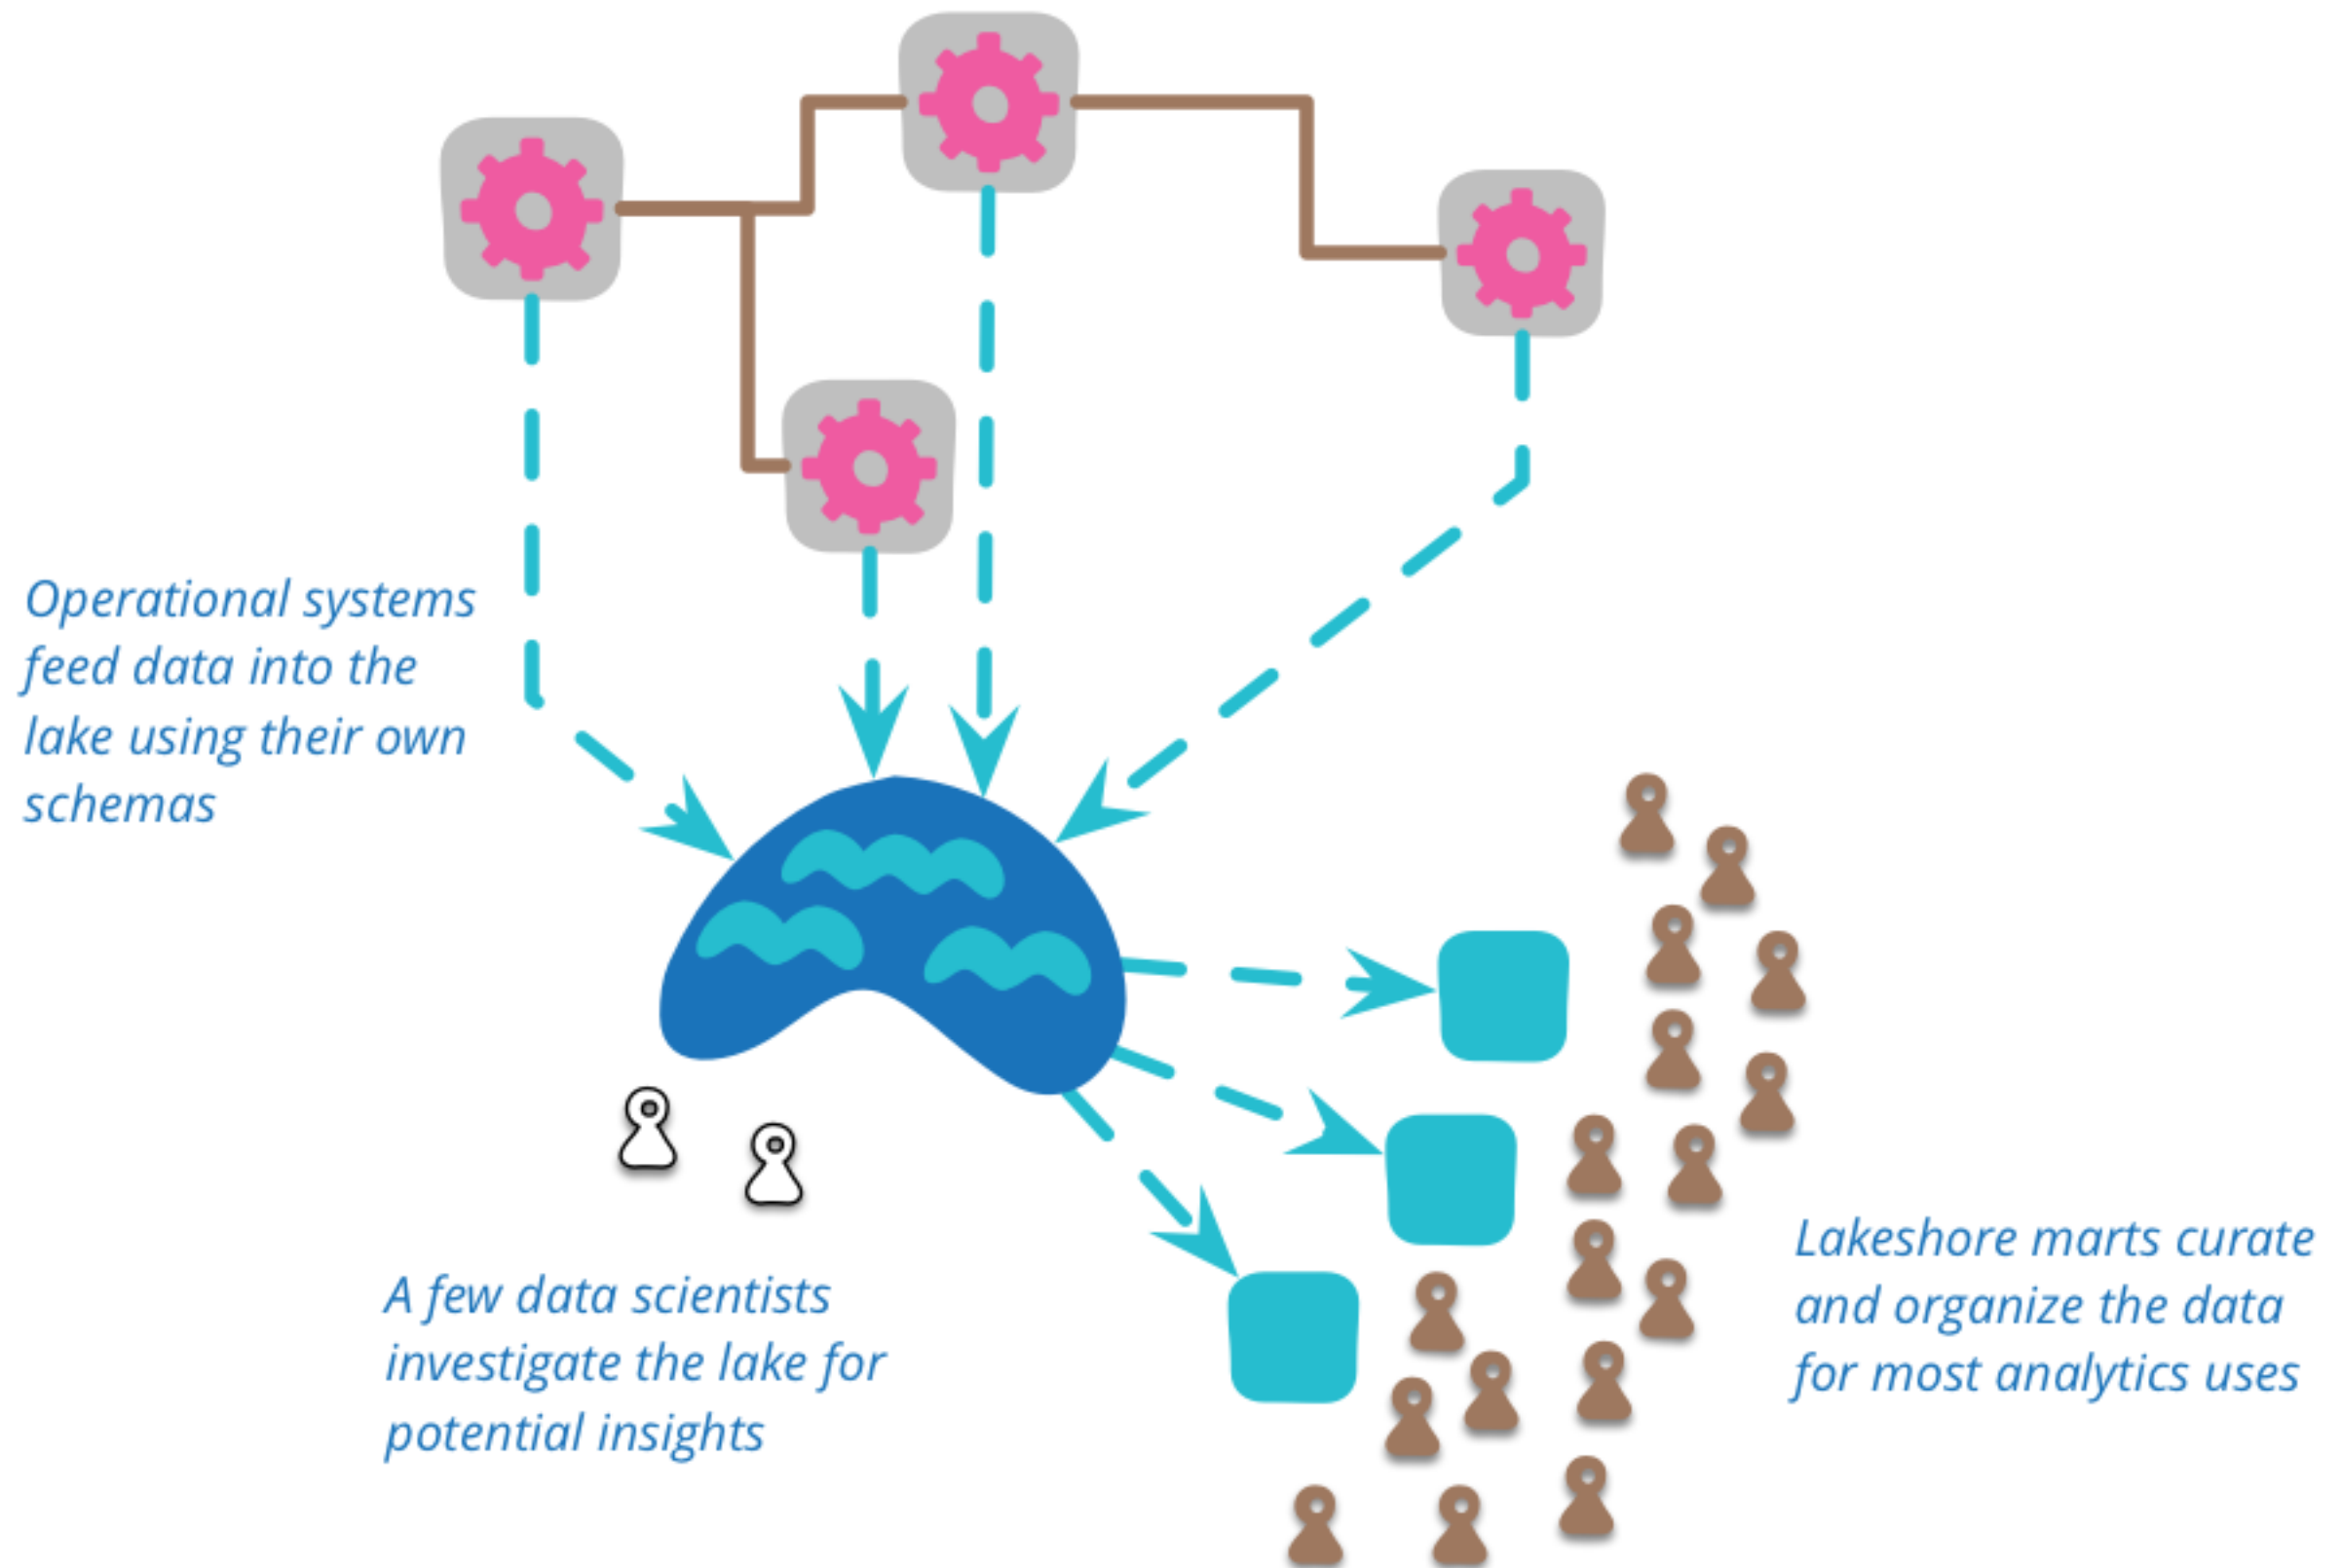 Operational systems
feed data into the
lake using their own
schemas
A few data scientists
investigate the lake for
potential insights
Lakeshore marts curate
and organize the data
for most analytics uses